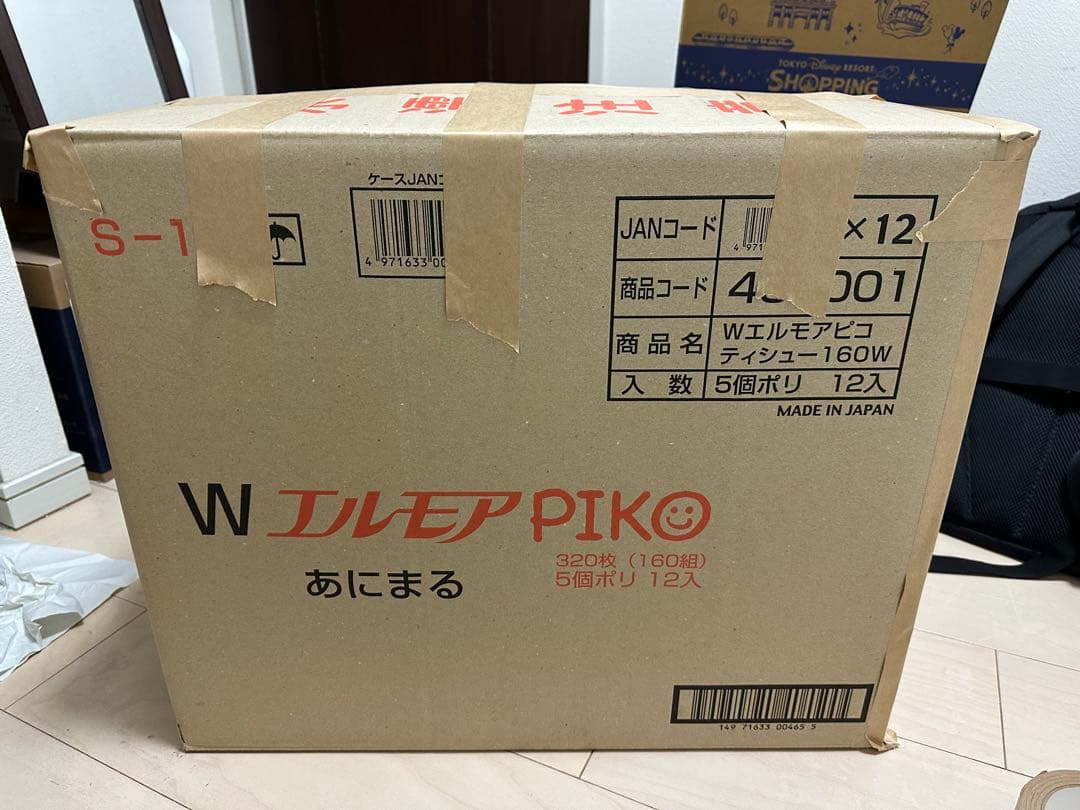 TOKYO Disney RESORT
SHOPPING
S-1
ケースJAN
4 971633 00
JANコード
4 971
×12
商品コード
001
商品名
Wエルモアピコ
ティシュー160W
入数
5個ポリ 12入
MADE IN JAPAN
W エルモア PIKO
320枚（160組）
5個ポリ 12入
あにまる
149 71633 00465 5